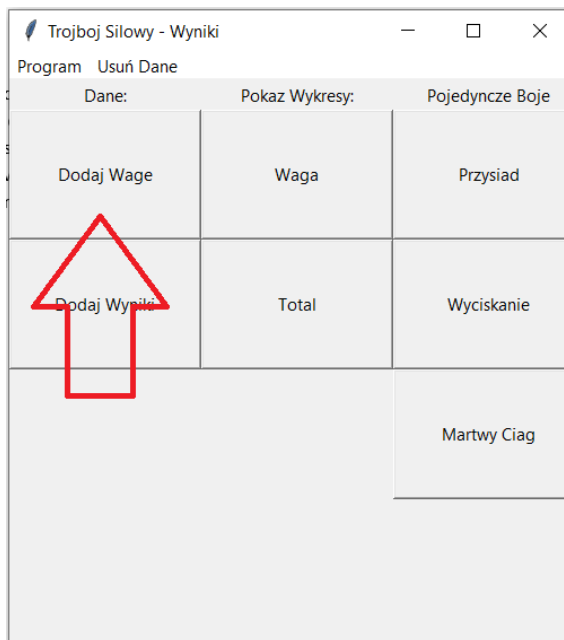 Trojboj Silowy - Wyniki
Program Usuń Dane
Dane: Pokaz Wykresy: Pojedyncze Boje
Dodaj Wage Waga Przysiad
Dodaj Wyniki Total Wyciskanie
Martwy Ciag